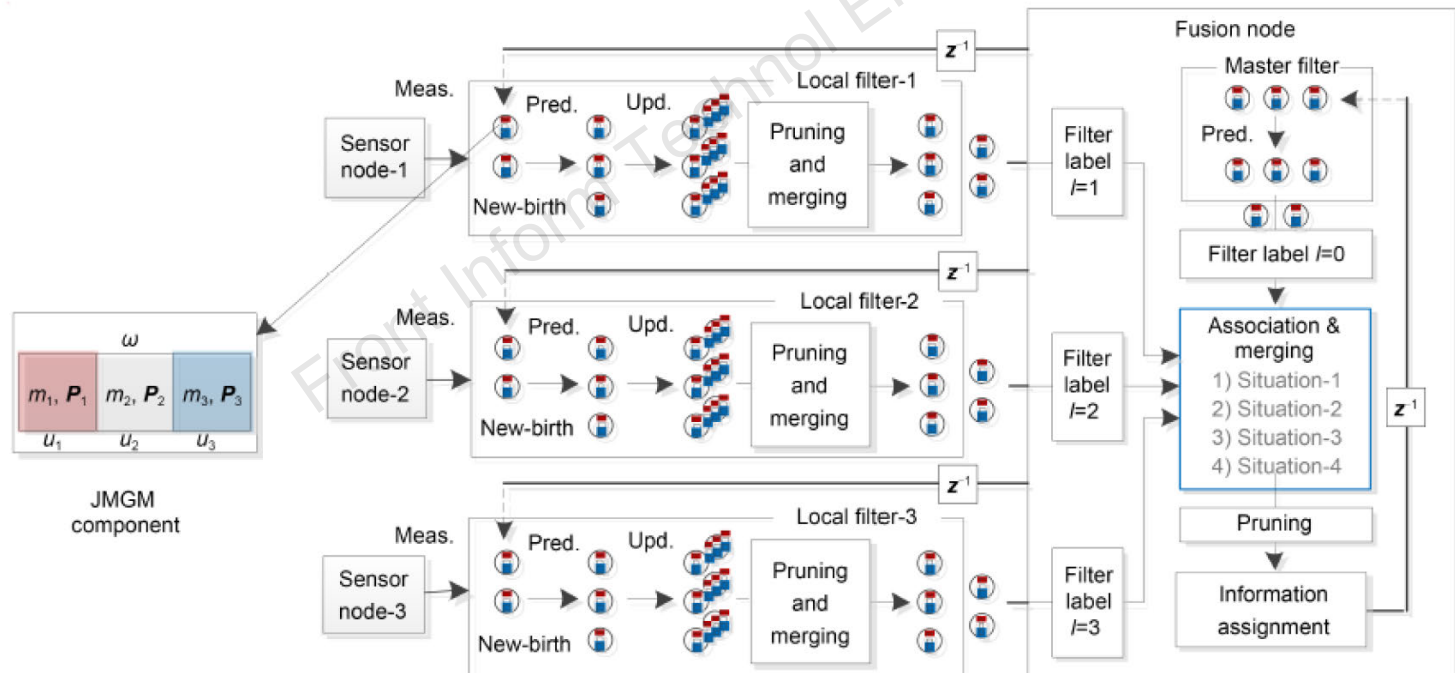 Front Inform Technol E
Fusion node
Master filter
Pred.
Filter label l=0
Association &
merging
1) Situation-1
2) Situation-2
3) Situation-3
4) Situation-4
Pruning
Information
assignment
z⁻¹
z⁻¹
Local filter-1
Meas.
Pred.
Upd.
Sensor
node-1
New-birth
Pruning
and
merging
Filter
label
l=1
z⁻¹
Local filter-2
Meas.
Pred.
Upd.
Sensor
node-2
New-birth
Pruning
and
merging
Filter
label
l=2
z⁻¹
Local filter-3
Meas.
Pred.
Upd.
Sensor
node-3
New-birth
Pruning
and
merging
Filter
label
l=3
ω
m₁, P₁ m₂, P₂ m₃, P₃
u₁ u₂ u₃
JMGM
component